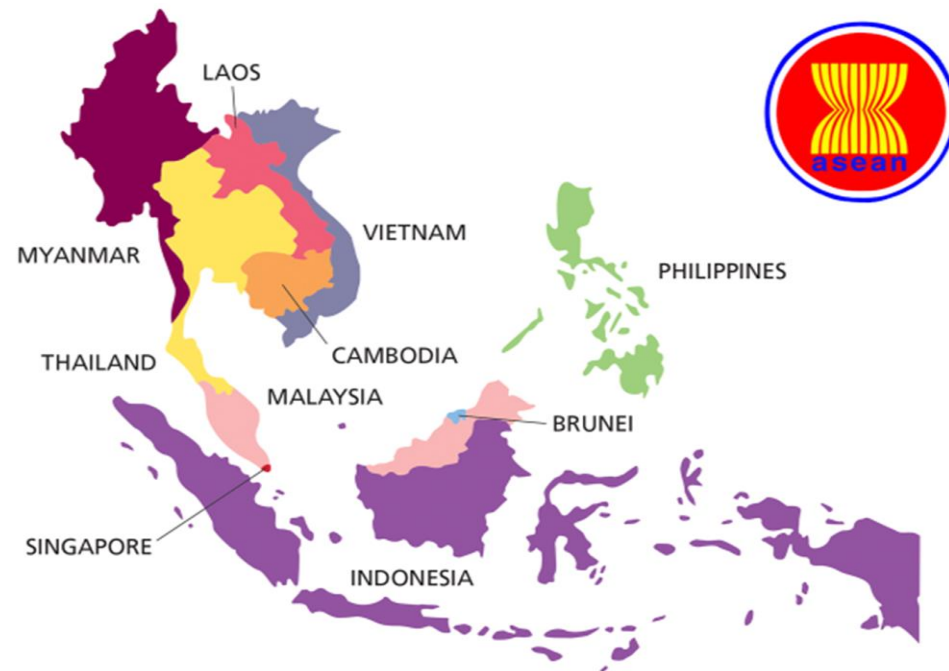 LAOS
asean
MYANMAR
VIETNAM
PHILIPPINES
THAILAND
CAMBODIA
MALAYSIA
BRUNEI
SINGAPORE
INDONESIA